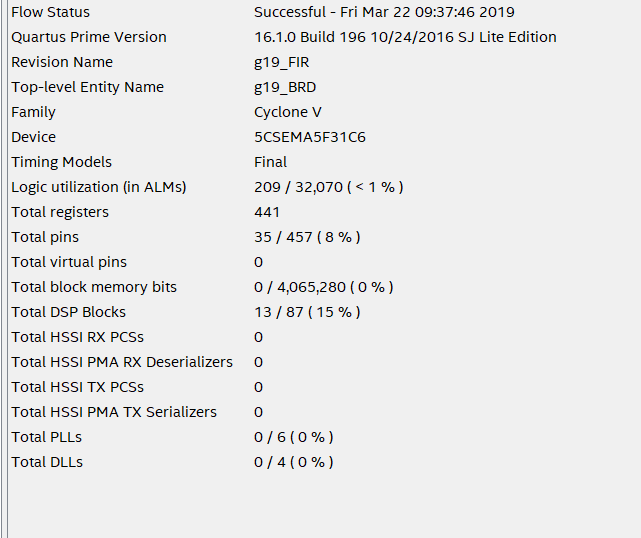 Flow Status Successful - Fri Mar 22 09:37:46 2019
Quartus Prime Version 16.1.0 Build 196 10/24/2016 SJ Lite Edition
Revision Name g19_FIR
Top-level Entity Name g19_BRD
Family Cyclone V
Device 5CSEMA5F31C6
Timing Models Final
Logic utilization (in ALMs) 209 / 32,070 ( < 1 % )
Total registers 441
Total pins 35 / 457 ( 8 % )
Total virtual pins 0
Total block memory bits 0 / 4,065,280 ( 0 % )
Total DSP Blocks 13 / 87 ( 15 % )
Total HSSI RX PCSs 0
Total HSSI PMA RX Deserializers 0
Total HSSI TX PCSs 0
Total HSSI PMA TX Serializers 0
Total PLLs 0 / 6 ( 0 % )
Total DLLs 0 / 4 ( 0 % )